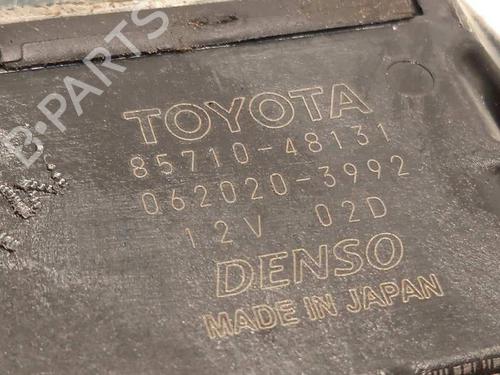 B-PARTS
TOYOTA
85710-48131
062020-3992
12V 02D
DENSO
MADE IN JAPAN